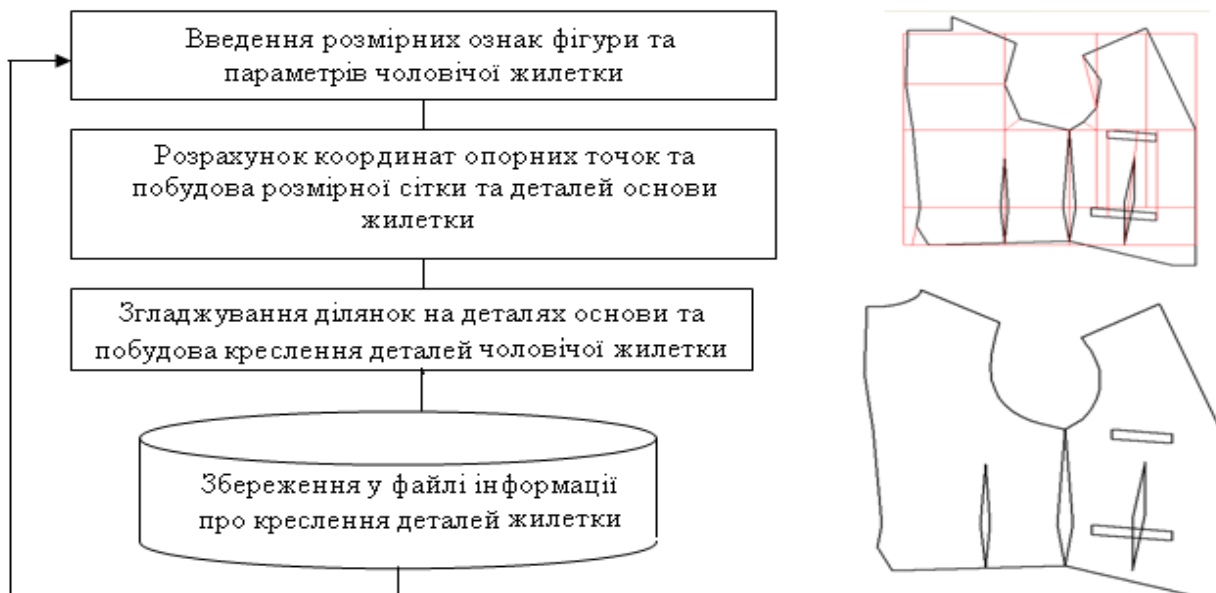 Введення розмірних ознак фігури та
параметрів чоловічої жилетки
Розрахунок координат опорних точок та
побудова розмірної сітки та деталей основи
жилетки
Згладжування ділянок на деталях основи та
побудова креслення деталей чоловічої жилетки
Збереження у файлі інформації
про креслення деталей жилетки